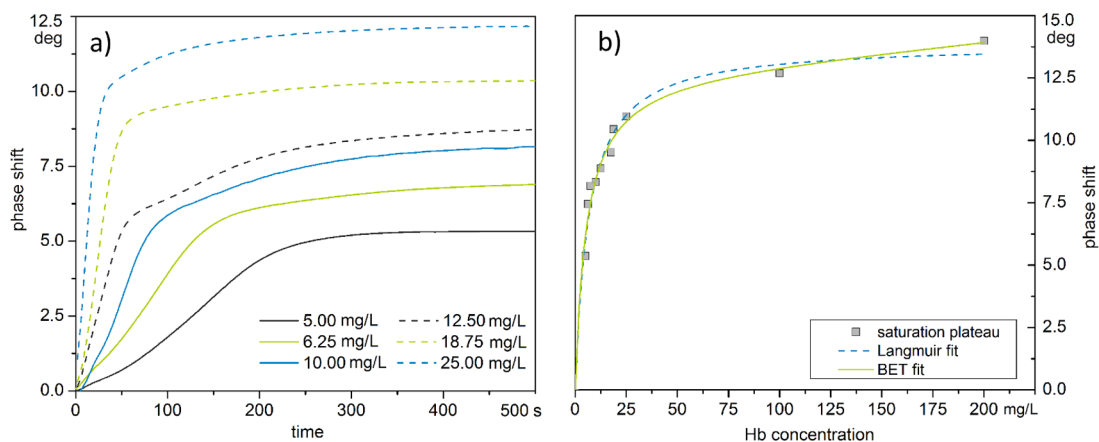 a)
12.5
deg
10.0
7.5
5.0
2.5
0.0
phase shift
5.00 mg/L
6.25 mg/L
10.00 mg/L
12.50 mg/L
18.75 mg/L
25.00 mg/L
0 100 200 300 400 500 s
time
b)
15.0
deg
12.5
10.0
7.5
5.0
2.5
0.0
phase shift
saturation plateau
Langmuir fit
BET fit
0 25 50 75 100 125 150 175 200 mg/L
Hb concentration